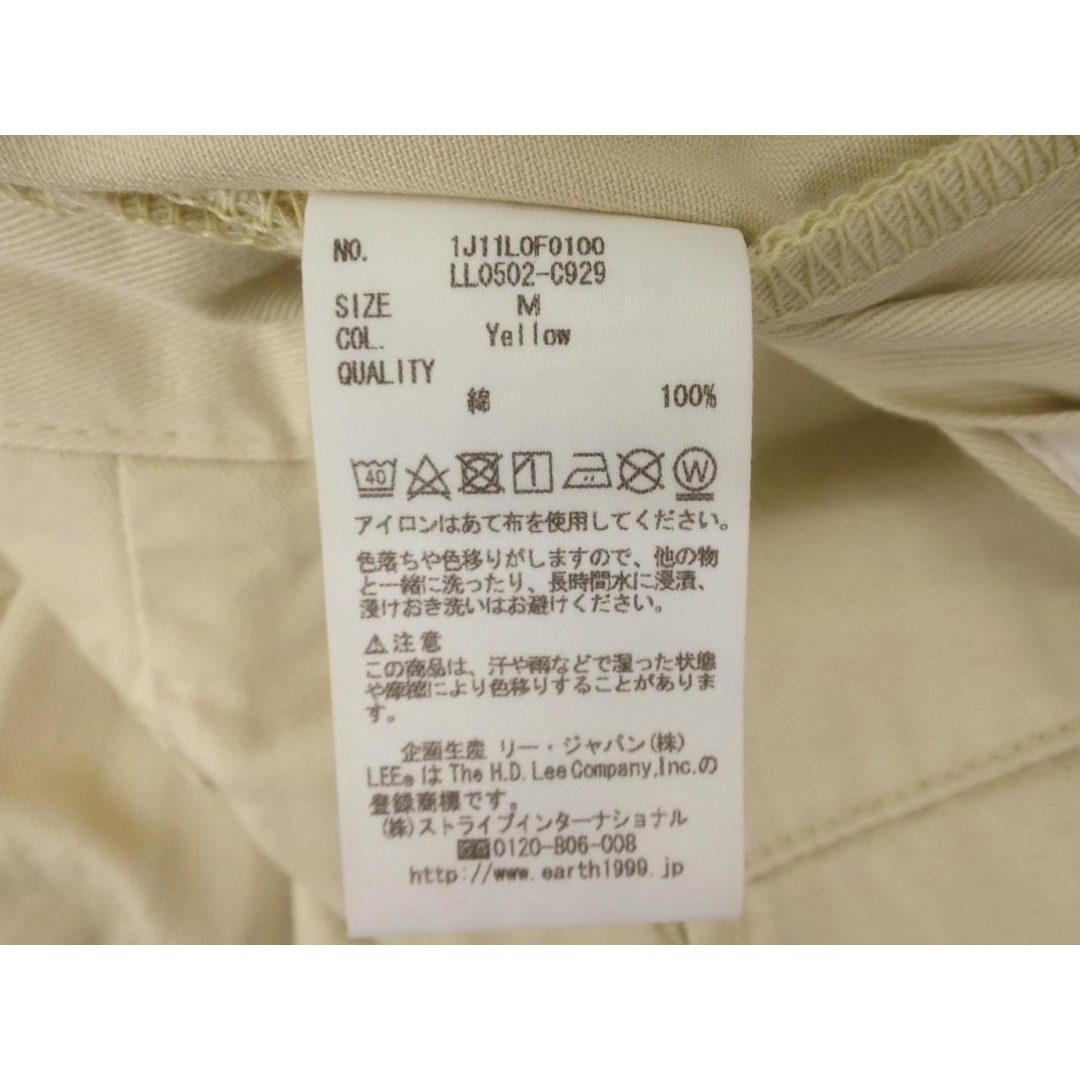 NO. 1J11L0F0100
LL0502-C929
SIZE M
COL. Yellow
QUALITY
綿 100%
40 W
アイロンはあて布を使用してください。
色落ちや色移りがしますので、他の物
と一緒に洗ったり、長時間水に浸漬、
浸けおき洗いはお避けください。
⚠注意
この商品は、汗や雨などで湿った状態
や摩擦により色移りすることがありま
す。
企画生産 リー・ジャパン(株)
LEE®は The H.D. Lee Company,Inc.の
登録商標です。
(株)ストライプインターナショナル
0120-806-008
http://www.earth1999.jp